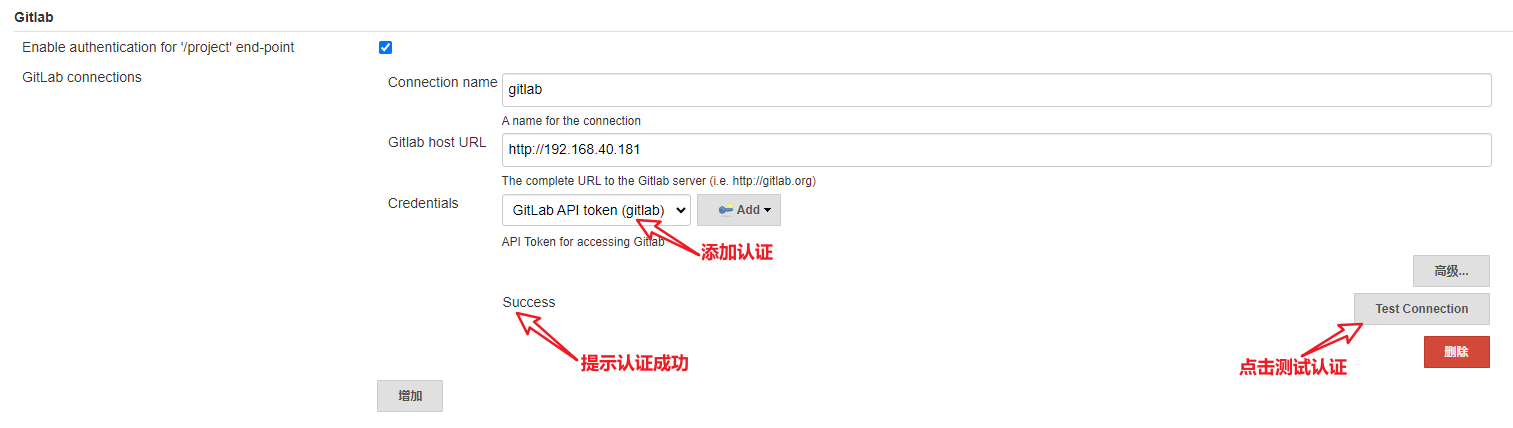 Gitlab
Enable authentication for '/project' end-point
GitLab connections
Connection name
gitlab
A name for the connection
Gitlab host URL
http://192.168.40.181
The complete URL to the Gitlab server (i.e. http://gitlab.org)
Credentials
GitLab API token (gitlab)
Add
API Token for accessing Gitlab
添加认证
高级...
Success
Test Connection
提示认证成功
点击测试认证
删除
增加